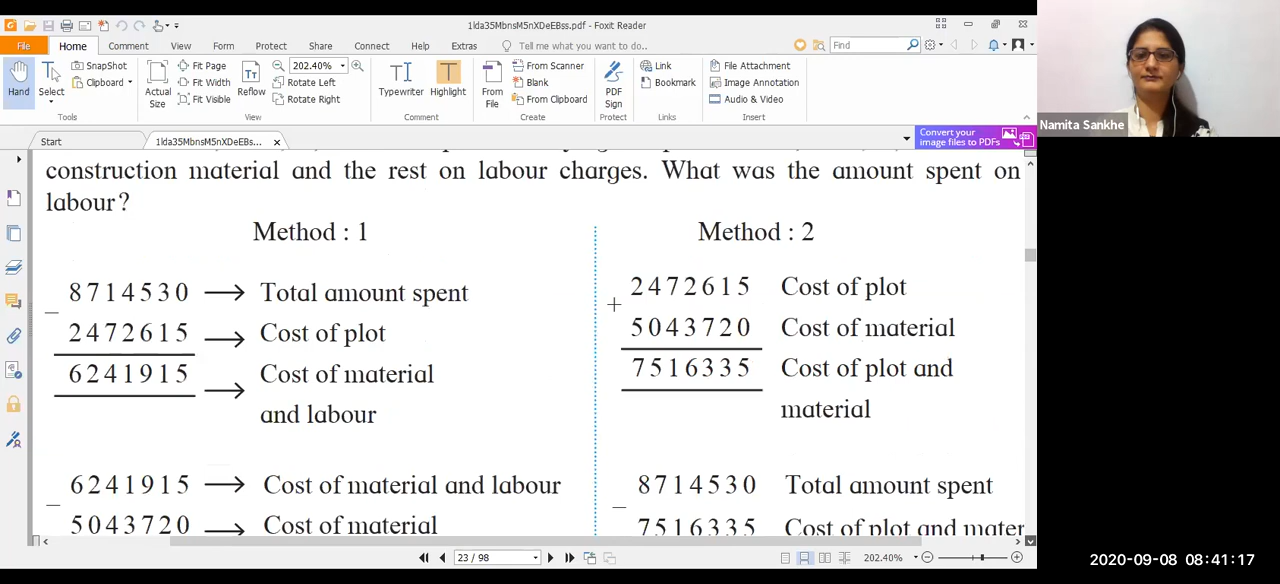 1lda35MbnsM5nXDeEBss.pdf - Foxit Reader
File Home Comment View Form Protect Share Connect Help Extras Tell me what you want to do.. Find
Hand
Select
SnapShot
Clipboard
Tools
Actual Size
Fit Page
Fit Width
Fit Visible
Reflow
202.40%
Rotate Left
Rotate Right
View
Typewriter
Highlight
Comment
From File
From Scanner
Blank
From Clipboard
Create
PDF Sign
Protect
Link
Bookmark
Links
File Attachment
Image Annotation
Audio & Video
Insert
Namita Sankhe
Start
1lda35MbnsM5nXDeEBs...
Convert your
image files to PDFs
construction material and the rest on labour charges. What was the amount spent on
labour?
Method : 1
8714530 → Total amount spent
−
2472615 → Cost of plot
6241915 → Cost of material
and labour
6241915 → Cost of material and labour
−
5043720 → Cost of material
Method : 2
2472615 Cost of plot
+
5043720 Cost of material
7516335 Cost of plot and
material
8714530 Total amount spent
−
7516335 Cost of plot and mater
23 / 98
202.40%
2020-09-08 08:41:17